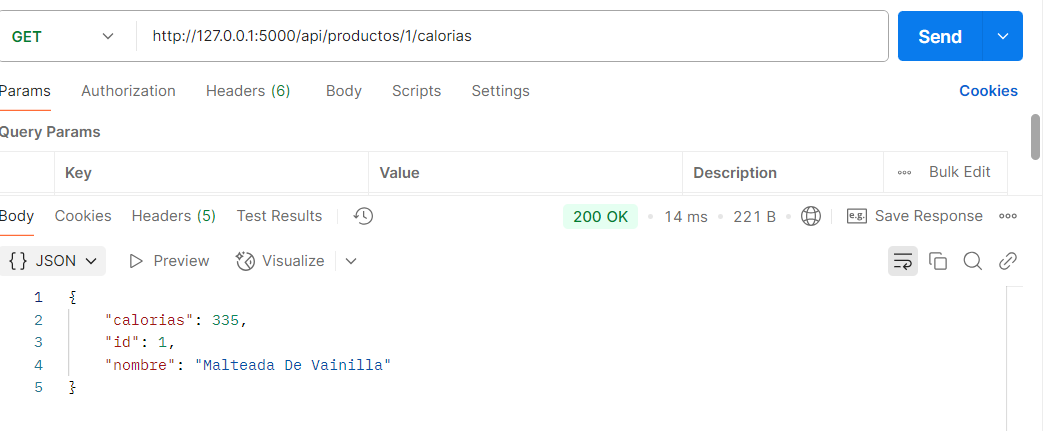 GET http://127.0.0.1:5000/api/productos/1/calorias Send
Params Authorization Headers (6) Body Scripts Settings Cookies
Query Params
Key Value Description Bulk Edit
Body Cookies Headers (5) Test Results 200 OK 14 ms 221 B e.g. Save Response
{} JSON Preview Visualize
1 {
2 "calorias": 335,
3 "id": 1,
4 "nombre": "Malteada De Vainilla"
5 }